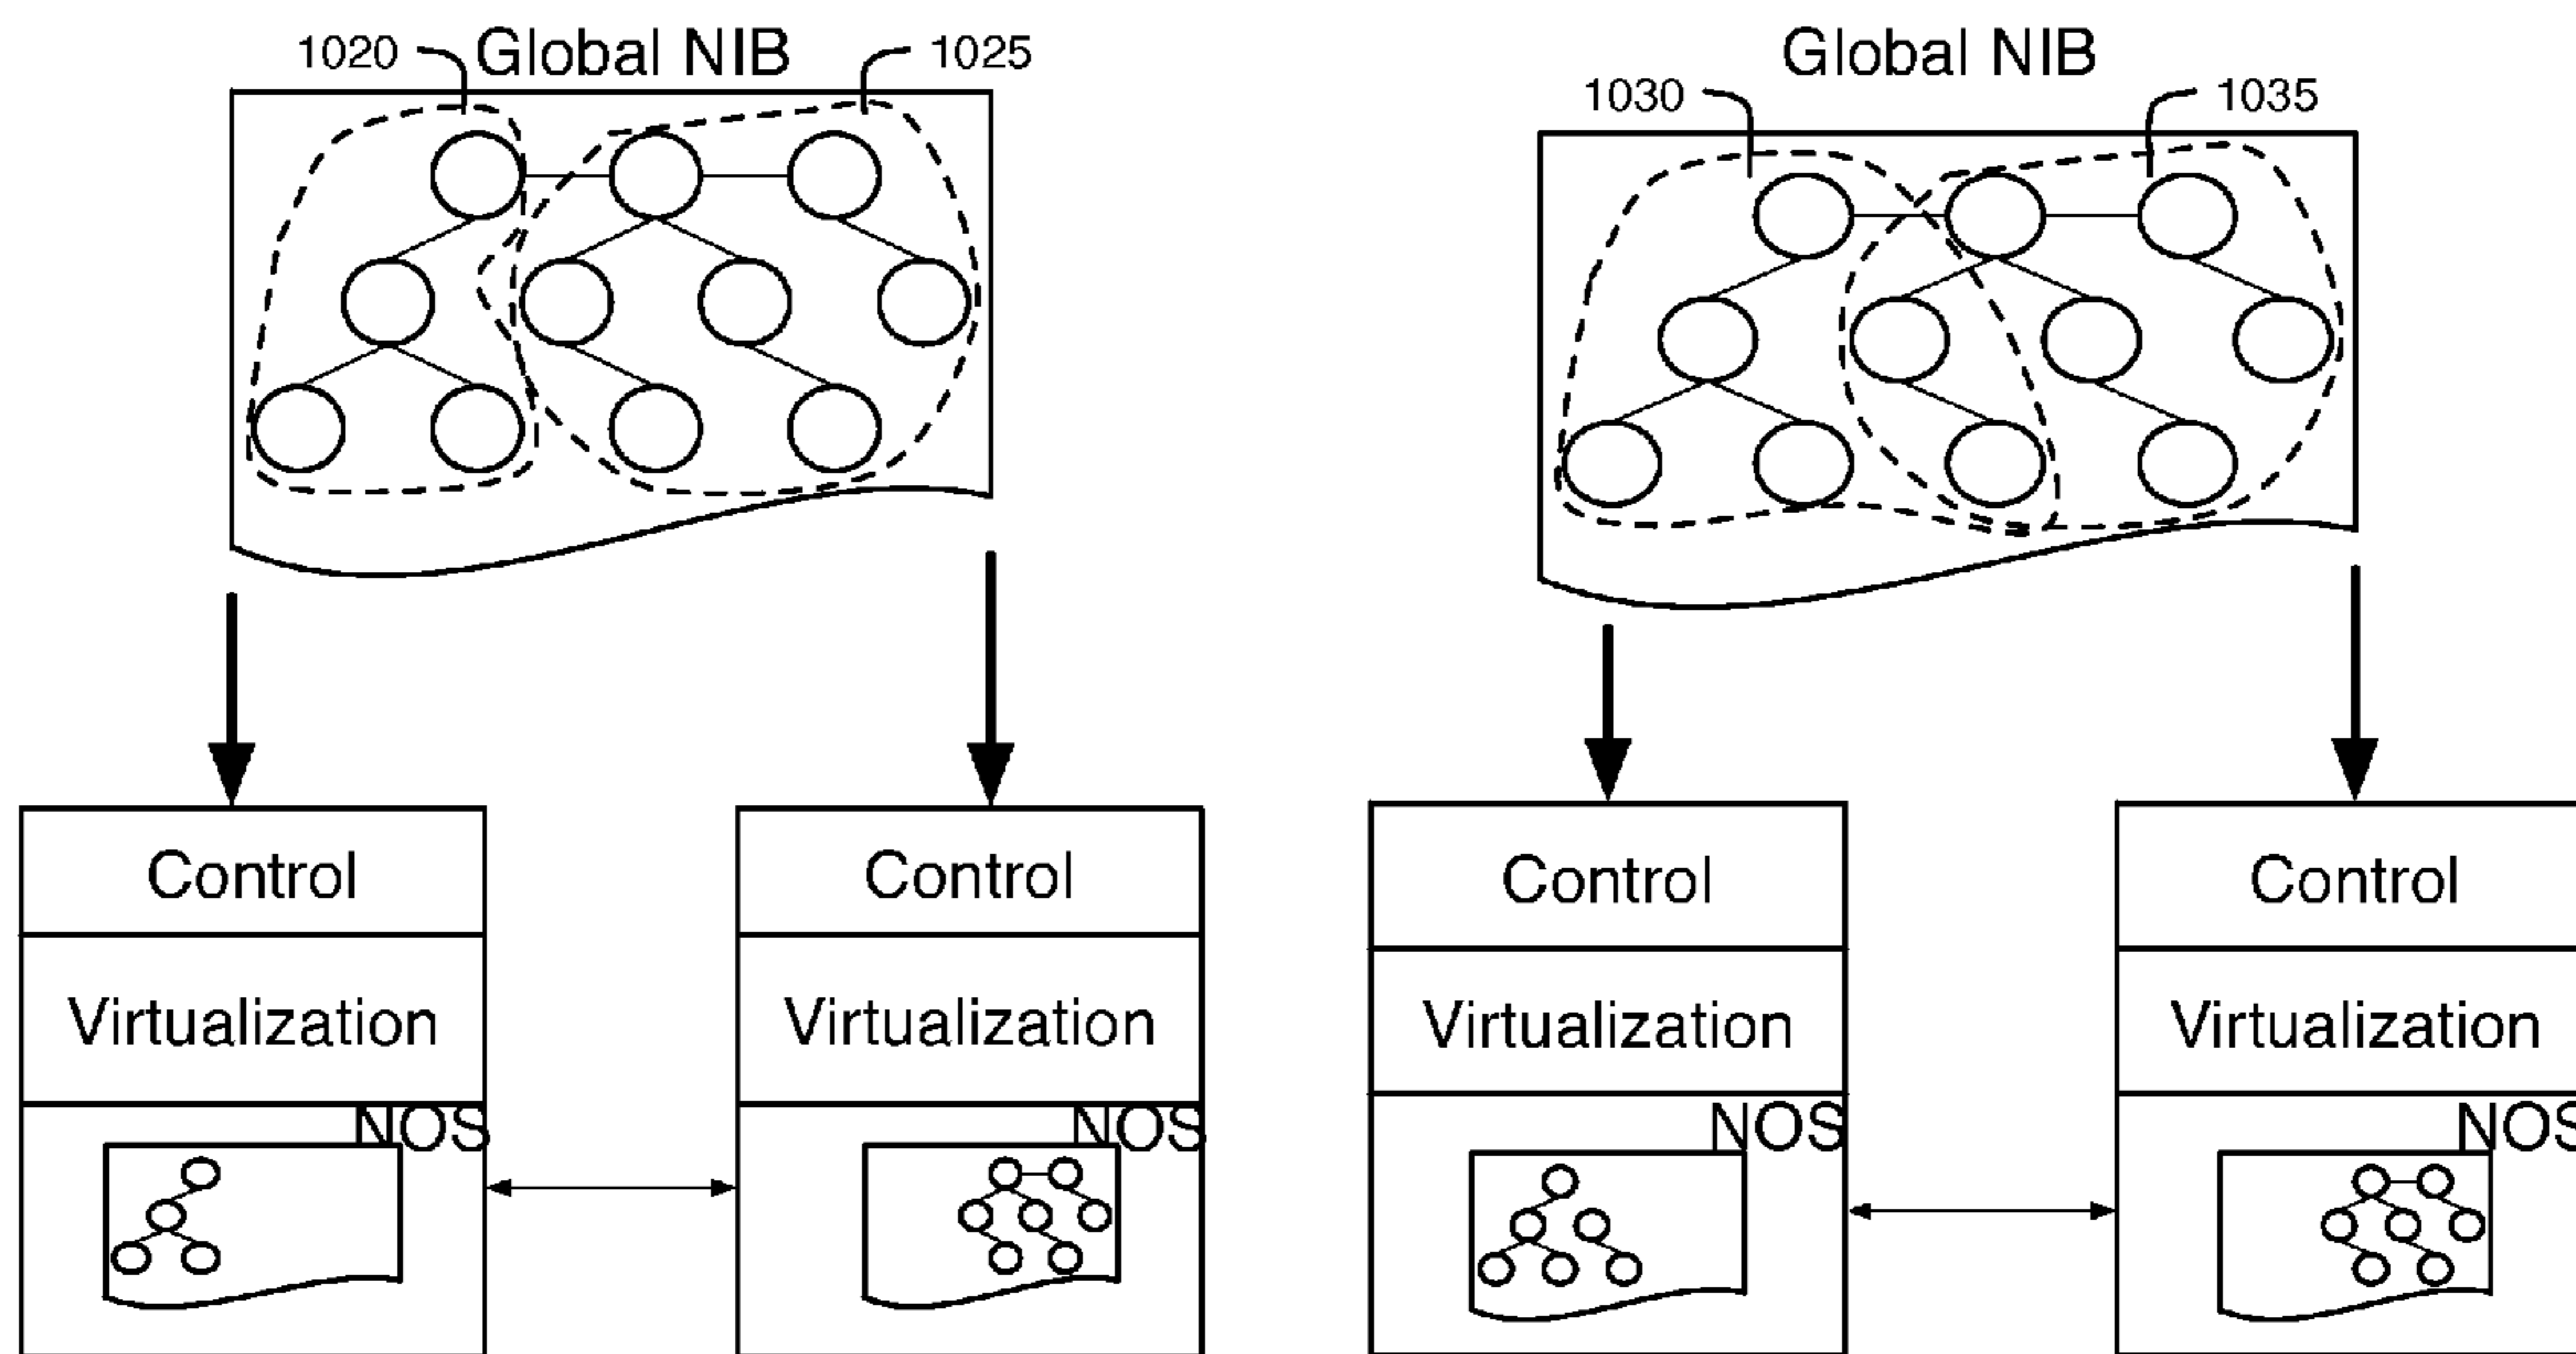 1020 Global NIB 1025
Control
Virtualization
NOS
Control
Virtualization
NOS
Global NIB
1030 1035
Control
Virtualization
NOS
Control
Virtualization
NOS